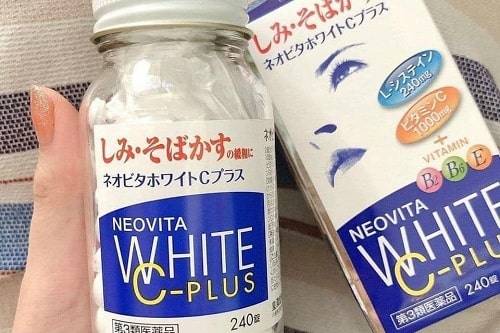 しみ・そばかすの緩和に
ネオビタホワイトCプラス
NEOVITA
WHITE
C-PLUS
第3類医薬品
240錠
しみ・そばかす
ネオビタホワイトCプラス
L-システイン
240mg
ビタミンC
1000mg
+
VITAMIN
B2 B6 E
NEOVITA
WHITE
C-PLUS
第3類医薬品
240錠